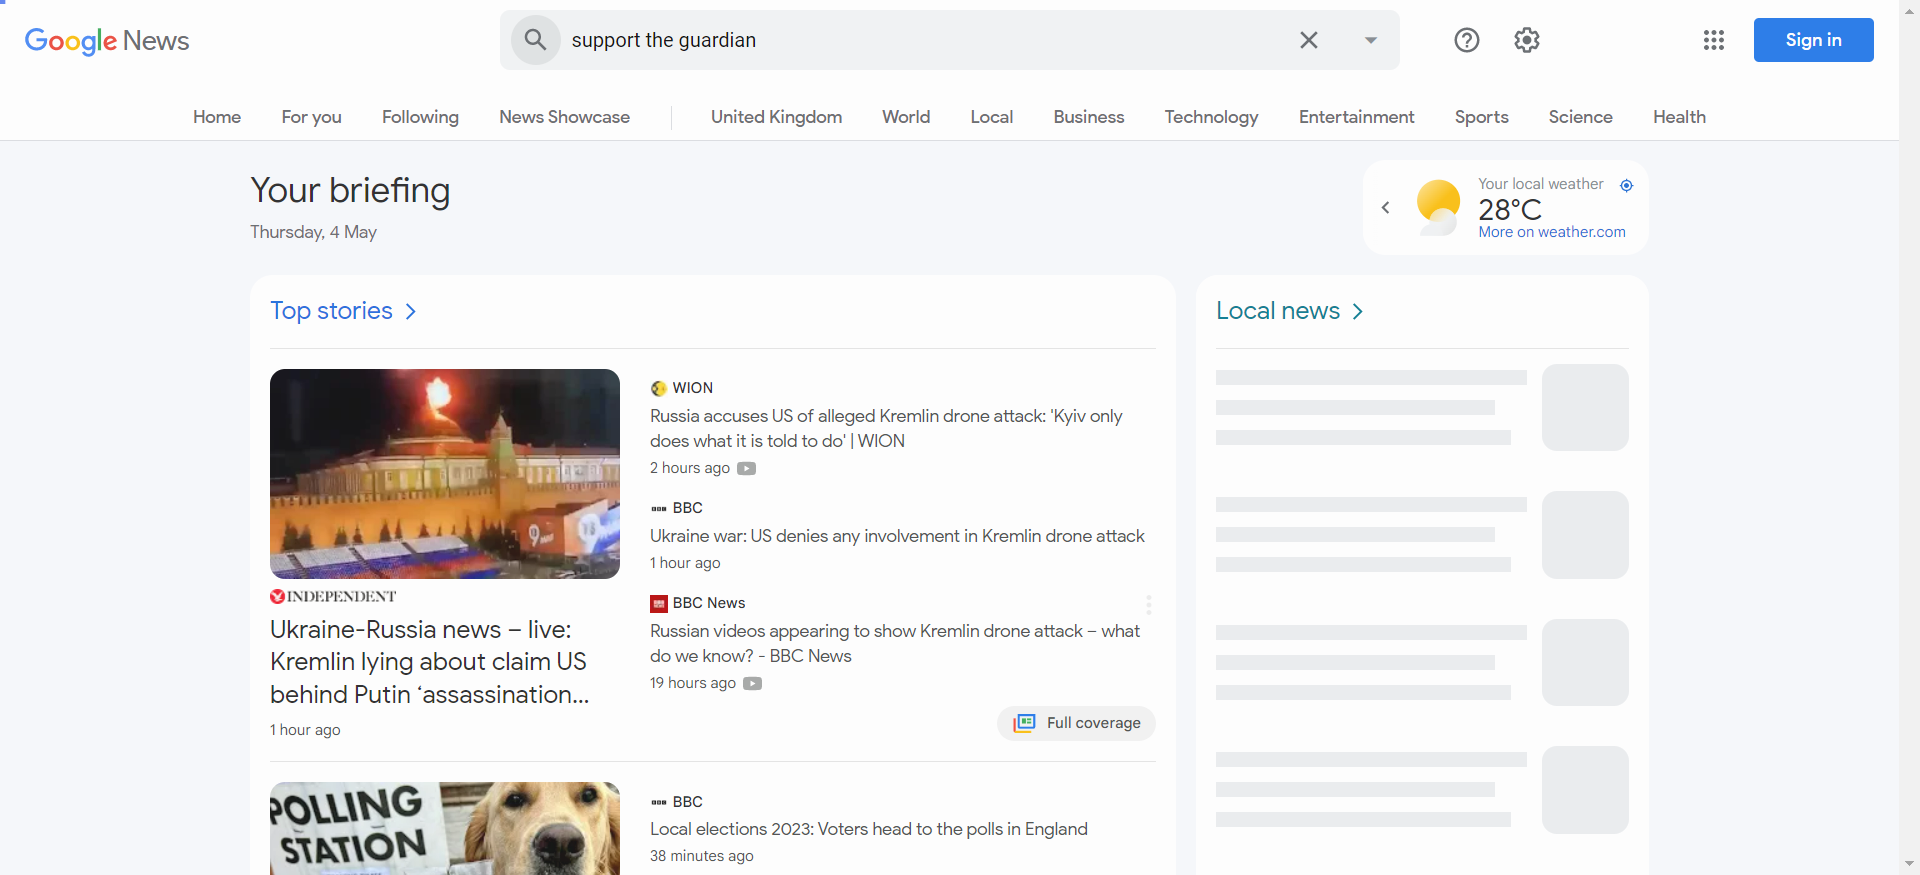 Google News
support the guardian
Sign in
Home
For you
Following
News Showcase
United Kingdom
World
Local
Business
Technology
Entertainment
Sports
Science
Health
Your briefing
Thursday, 4 May
Your local weather
28°C
More on weather.com
Top stories
INDEPENDENT
Ukraine-Russia news – live:
Kremlin lying about claim US
behind Putin ‘assassination...
1 hour ago
WION
Russia accuses US of alleged Kremlin drone attack: 'Kyiv only
does what it is told to do' | WION
2 hours ago
BBC
Ukraine war: US denies any involvement in Kremlin drone attack
1 hour ago
BBC News
Russian videos appearing to show Kremlin drone attack – what
do we know? - BBC News
19 hours ago
Full coverage
POLLING
STATION
BBC
Local elections 2023: Voters head to the polls in England
38 minutes ago
Local news